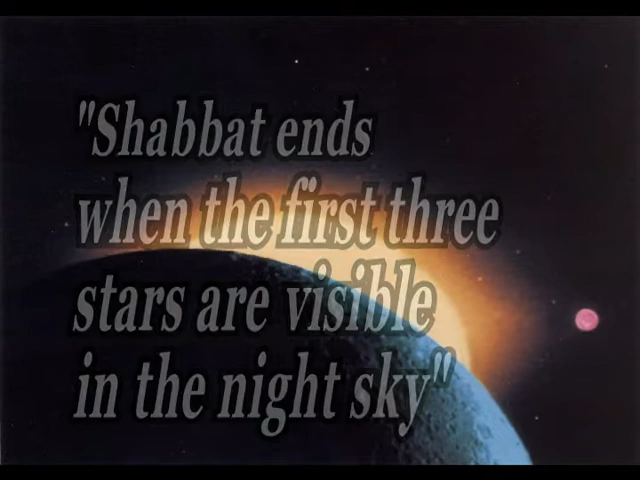 "Shabbat ends
when the first three
stars are visible
in the night sky"